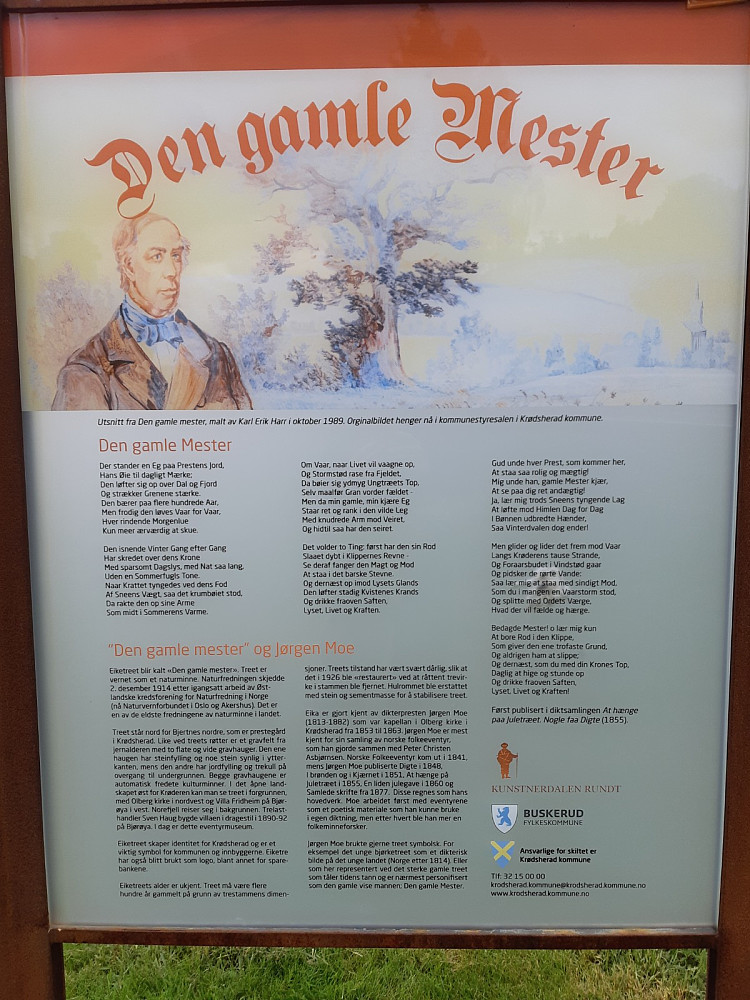 Den gamle Mester
Utsnitt fra Den gamle mester, malt av Karl Erik Harr i oktober 1989. Orginalbildet henger nå i kommunestyresalen i Krødsherad kommune.
Den gamle Mester
Der stander en Eg paa Prestens Jord,
Hans Øie til dagligt Mærke;
Den løfter sig op over Dal og Fjord
Og strækker Grenene stærke.
Den bærer paa flere hundrede Aar,
Men frodig den løves Vaar for Vaar,
Hver rindende Morgenlue
Kun meer ærværdig at skue.
Den isnende Vinter Gang efter Gang
Har skredet over dens Krone
Med sparsomt Dagslys, med Nat saa lang,
Uden en Sommerfugls Tone.
Naar Krattet tyngedes ved dens Fod
Af Sneens Vægt, saa det krumbøiet stod,
Da rakte den op sine Arme
Som midt i Sommerens Varme.
Om Vaar, naar Livet vil vaagne op,
Og Stormstød rase fra Fjeldet,
Da bøier sig ydmyg Ungtræets Top,
Selv maalfør Gran vorder fældet -
Men da min gamle, min kjære Eg
Staar ret og rank i den vilde Leg
Med knudrede Arm mod Veiret,
Og hidtil saa har den seiret.
Det volder to Ting: først har den sin Rod
Slaaet dybt i Klippernes Revne -
Se deraf fanger den Magt og Mod
At staa i det barske Stevne.
Og dernæst op imod Lysets Glands
Den løfter stadig Kvistenes Krands
Og drikke fraoven Saften,
Lyset, Livet og Kraften.
Gud unde hver Prest, som kommer her,
At staa saa rolig og mægtig!
Mig unde han, gamle Mester kjær,
At se paa dig ret andægtig!
Ja, lær mig trods Sneens tyngende Lag
At løfte mod Himlen Dag for Dag
I Bønnen udbredte Hænder,
Saa Vinterdvalen dog ender!
Men glider og lider det frem mod Vaar
Langs Krøderens tause Strande,
Og Foraarsbudet i Vindstød gaar
Og pidsker de Vande:
Saa lær mig at staa med sindigt Mod,
Som du i mangen en Vaarstorm stod,
Og splitte med Ordets Værge,
Hvad der vil fælde og hærge.
Bedagde Mester! o lær mig kun
At bore Rod i den Klippe,
Som giver den ene trofaste Grund,
Og aldrigen ham at slippe;
Og dernæst, som du med din Krones Top,
Daglig at hige og stunde op
Og drikke fraoven Saften,
Lyset, Livet og Kraften!
Først publisert i diktsamlingen At hænge
paa Juletræet. Nogle faa Digte (1855).
"Den gamle mester" og Jørgen Moe
Eiketreet blir kalt «Den gamle mester». Treet er
vernet som et naturminne. Naturfredningen skjedde
2. desember 1914 etter igangsatt arbeid av Øst-
landske kredsforening for Naturfredning i Norge
(nå Naturvernforbundet i Oslo og Akershus). Det er
en av de eldste fredningene av naturminne i landet.
Treet står nord for Bjertnes nordre, som er prestegård
i Krødsherad. Like ved treets røtter er et gravfelt fra
jernalderen med to flate og vide gravhauger. Den ene
haugen har steinfylling og noe stein synlig i ytter-
kanten, mens den andre har jordfylling og trekull på
overgang til undergrunnen. Begge gravhaugene er
automatisk fredete kulturminner. I det åpne land-
skapet øst for Krøderen kan man se treet i forgrunnen,
med Olberg kirke i nordvest og Villa Fridheim på Bjør-
øya i vest. Norefjell reiser seg i bakgrunnen. Trelast-
handler Sven Haug bygde villaen i dragestil i 1890-92
på Bjørøya. I dag er dette eventyrmuseum.
Eiketreet skaper identitet for Krødsherad og er et
viktig symbol for kommunen og innbyggerne. Eiketre
har også blitt brukt som logo, blant annet for spare-
bankene.
Eiketreets alder er ukjent. Treet må være flere
hundre år gammelt på grunn av trestammens dimen-
sjoner. Treets tilstand har vært svært dårlig, slik at
det i 1926 ble «restaurert» ved at råttent trevir-
ke i stammen ble fjernet. Hulrommet ble erstattet
med stein og sementmasse for å stabilisere treet.
Eika er gjort kjent av dikterpresten Jørgen Moe
(1813-1882) som var kapellan i Olberg kirke i
Krødsherad fra 1853 til 1863. Jørgen Moe er mest
kjent for sin samling av norske folkeeventyr,
som han gjorde sammen med Peter Christen
Asbjørnsen. Norske Folkeeventyr kom ut i 1841,
mens Jørgen Moe publiserte Digte i 1848,
I brønden og i Kjærnet i 1851, At hænge på
Juletræet i 1855, En liden julegave i 1860 og
Samlede skrifte fra 1877. Disse regnes som hans
hovedverk. Moe arbeidet først med eventyrene
som et poetisk materiale som han kunne bruke
i egen diktning, men etter hvert ble han mer en
folkeminneforsker.
Jørgen Moe brukte gjerne treet symbolsk. For
eksempel det unge bjørketreet som et dikterisk
bilde på det unge landet (Norge etter 1814). Eller
som her representert ved det sterke gamle treet
som tåler tidens tann og er nærmest personifisert
som den gamle vise mannen; Den gamle Mester.
KUNSTNERDALEN RUNDT
BUSKERUD
FYLKESKOMMUNE
Ansvarlige for skiltet er
Krødsherad kommune
Tlf: 32 15 00 00
krodsherad.kommune@krodsherad.kommune.no
www.krodsherad.kommune.no